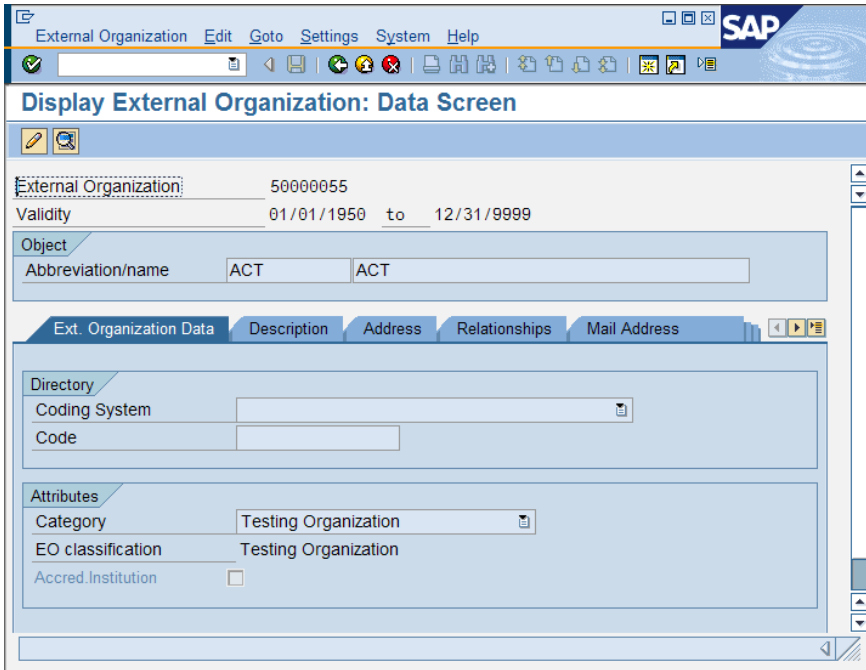 External Organization Edit Goto Settings System Help
SAP
Display External Organization: Data Screen
External Organization 50000055
Validity 01/01/1950 to 12/31/9999
Object
Abbreviation/name ACT ACT
Ext. Organization Data Description Address Relationships Mail Address
Directory
Coding System
Code
Attributes
Category Testing Organization
EO classification Testing Organization
Accred.Institution